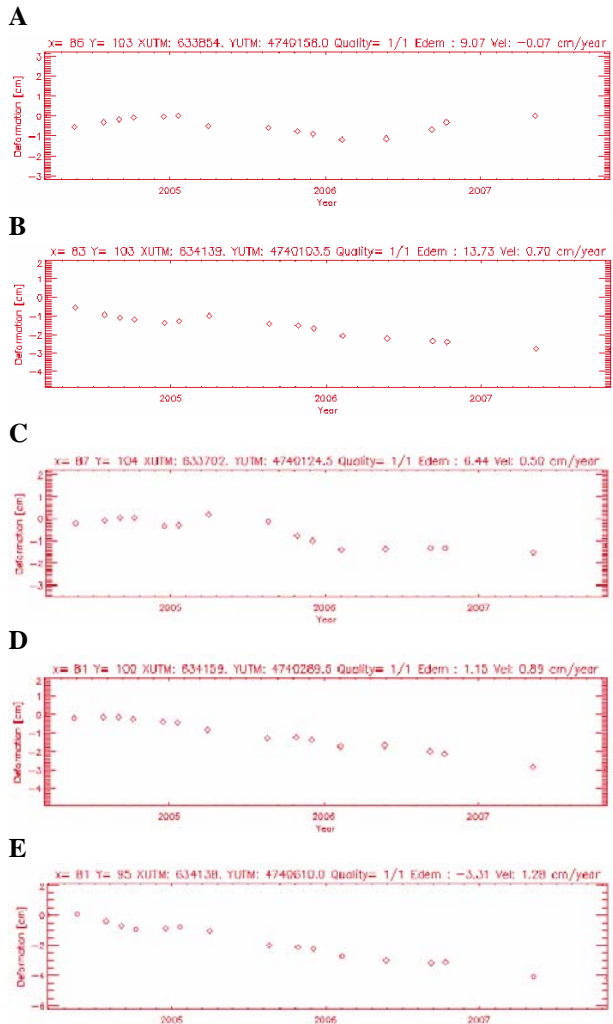 A
x= 86 Y= 103 XUTM: 633854. YUTM: 4740158.0 Quality= 1/1 Edem : 9.07 Vel: -0.07 cm/year
3
2
1
0
-1
-2
-3
Deformation [cm]
2005 2006 2007
Year
B
x= 83 Y= 103 XUTM: 634139. YUTM: 4740103.5 Quality= 1/1 Edem : 13.73 Vel: 0.70 cm/year
2
1
0
-1
-2
-3
-4
Deformation [cm]
2005 2006 2007
Year
C
x= 87 Y= 104 XUTM: 633702. YUTM: 4740124.5 Quality= 1/1 Edem : 6.44 Vel: 0.50 cm/year
2
1
0
-1
-2
-3
Deformation [cm]
2005 2006 2007
Year
D
x= 81 Y= 100 XUTM: 634159. YUTM: 4740289.5 Quality= 1/1 Edem : 1.15 Vel: 0.89 cm/year
2
1
0
-1
-2
-3
-4
Deformation [cm]
2005 2006 2007
Year
E
x= 81 Y= 95 XUTM: 634138. YUTM: 4740610.0 Quality= 1/1 Edem : -3.31 Vel: 1.28 cm/year
2
0
-2
-4
-6
Deformation [cm]
2005 2006 2007
Year